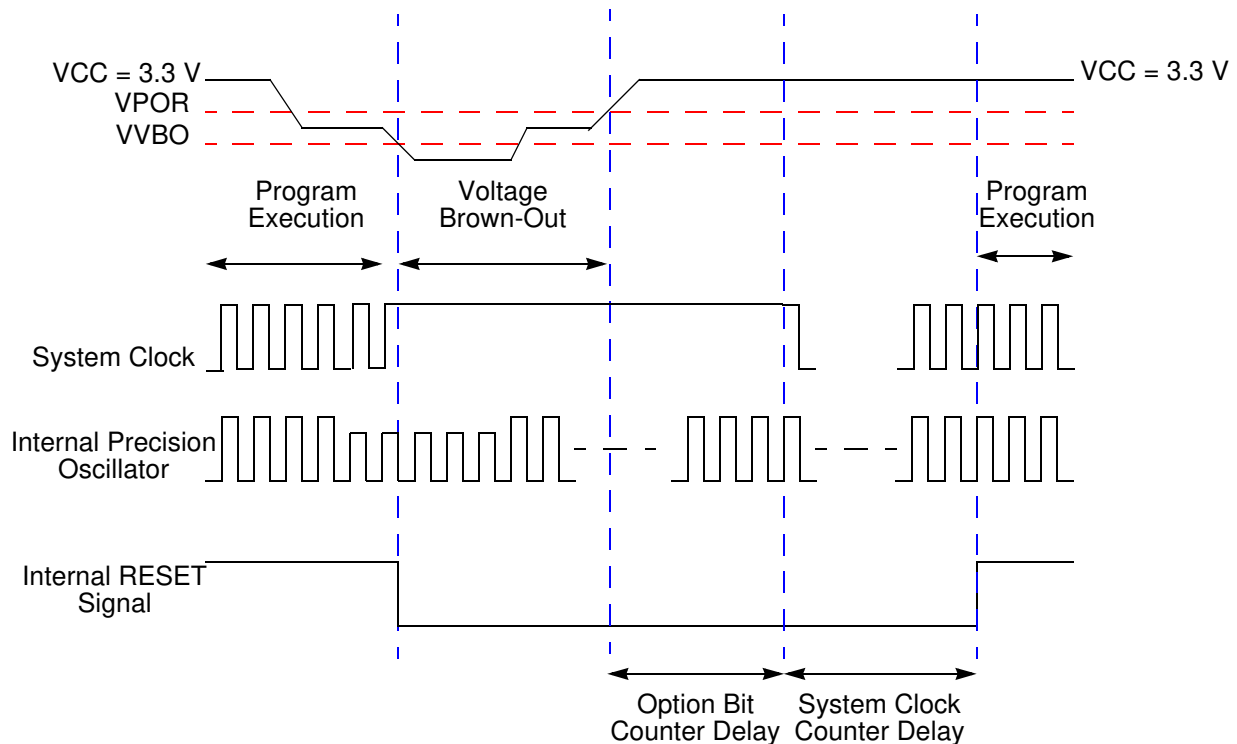 VCC = 3.3 V
VCC = 3.3 V
VPOR
VVBO
Program
Execution
Voltage
Brown-Out
Program
Execution
System Clock
Internal Precision
Oscillator
Internal RESET
Signal
Option Bit
Counter Delay
System Clock
Counter Delay